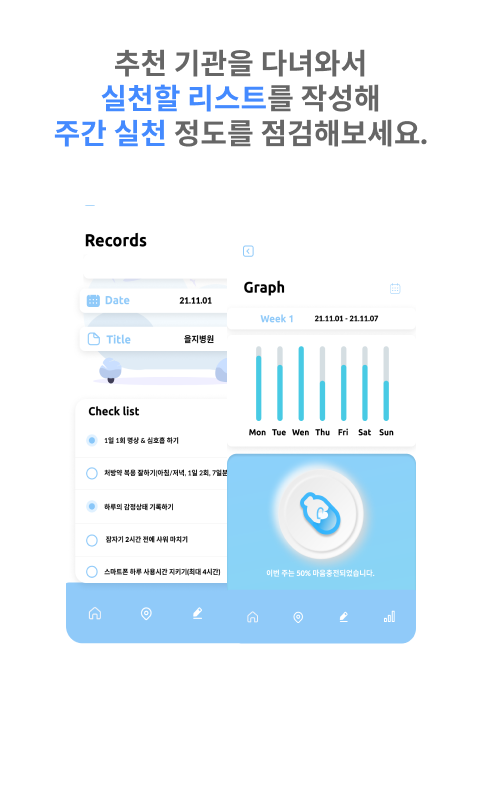 추천 기관을 다녀와서
실천할 리스트를 작성해
주간 실천 정도를 점검해보세요.
Records
Date 21.11.01
Title 을지병원
Check list
1일 1회 명상 & 심호흡 하기
처방약 복용 잘하기(아침/저녁, 1일 2회, 7일분
하루의 감정상태 기록하기
잠자기 2시간 전에 샤워 마치기
스마트폰 하루 사용시간 지키기(최대 4시간)
Graph
Week 1 21.11.01 - 21.11.07
Mon Tue Wen Thu Fri Sat Sun
이번 주는 50% 마음충전되었습니다.